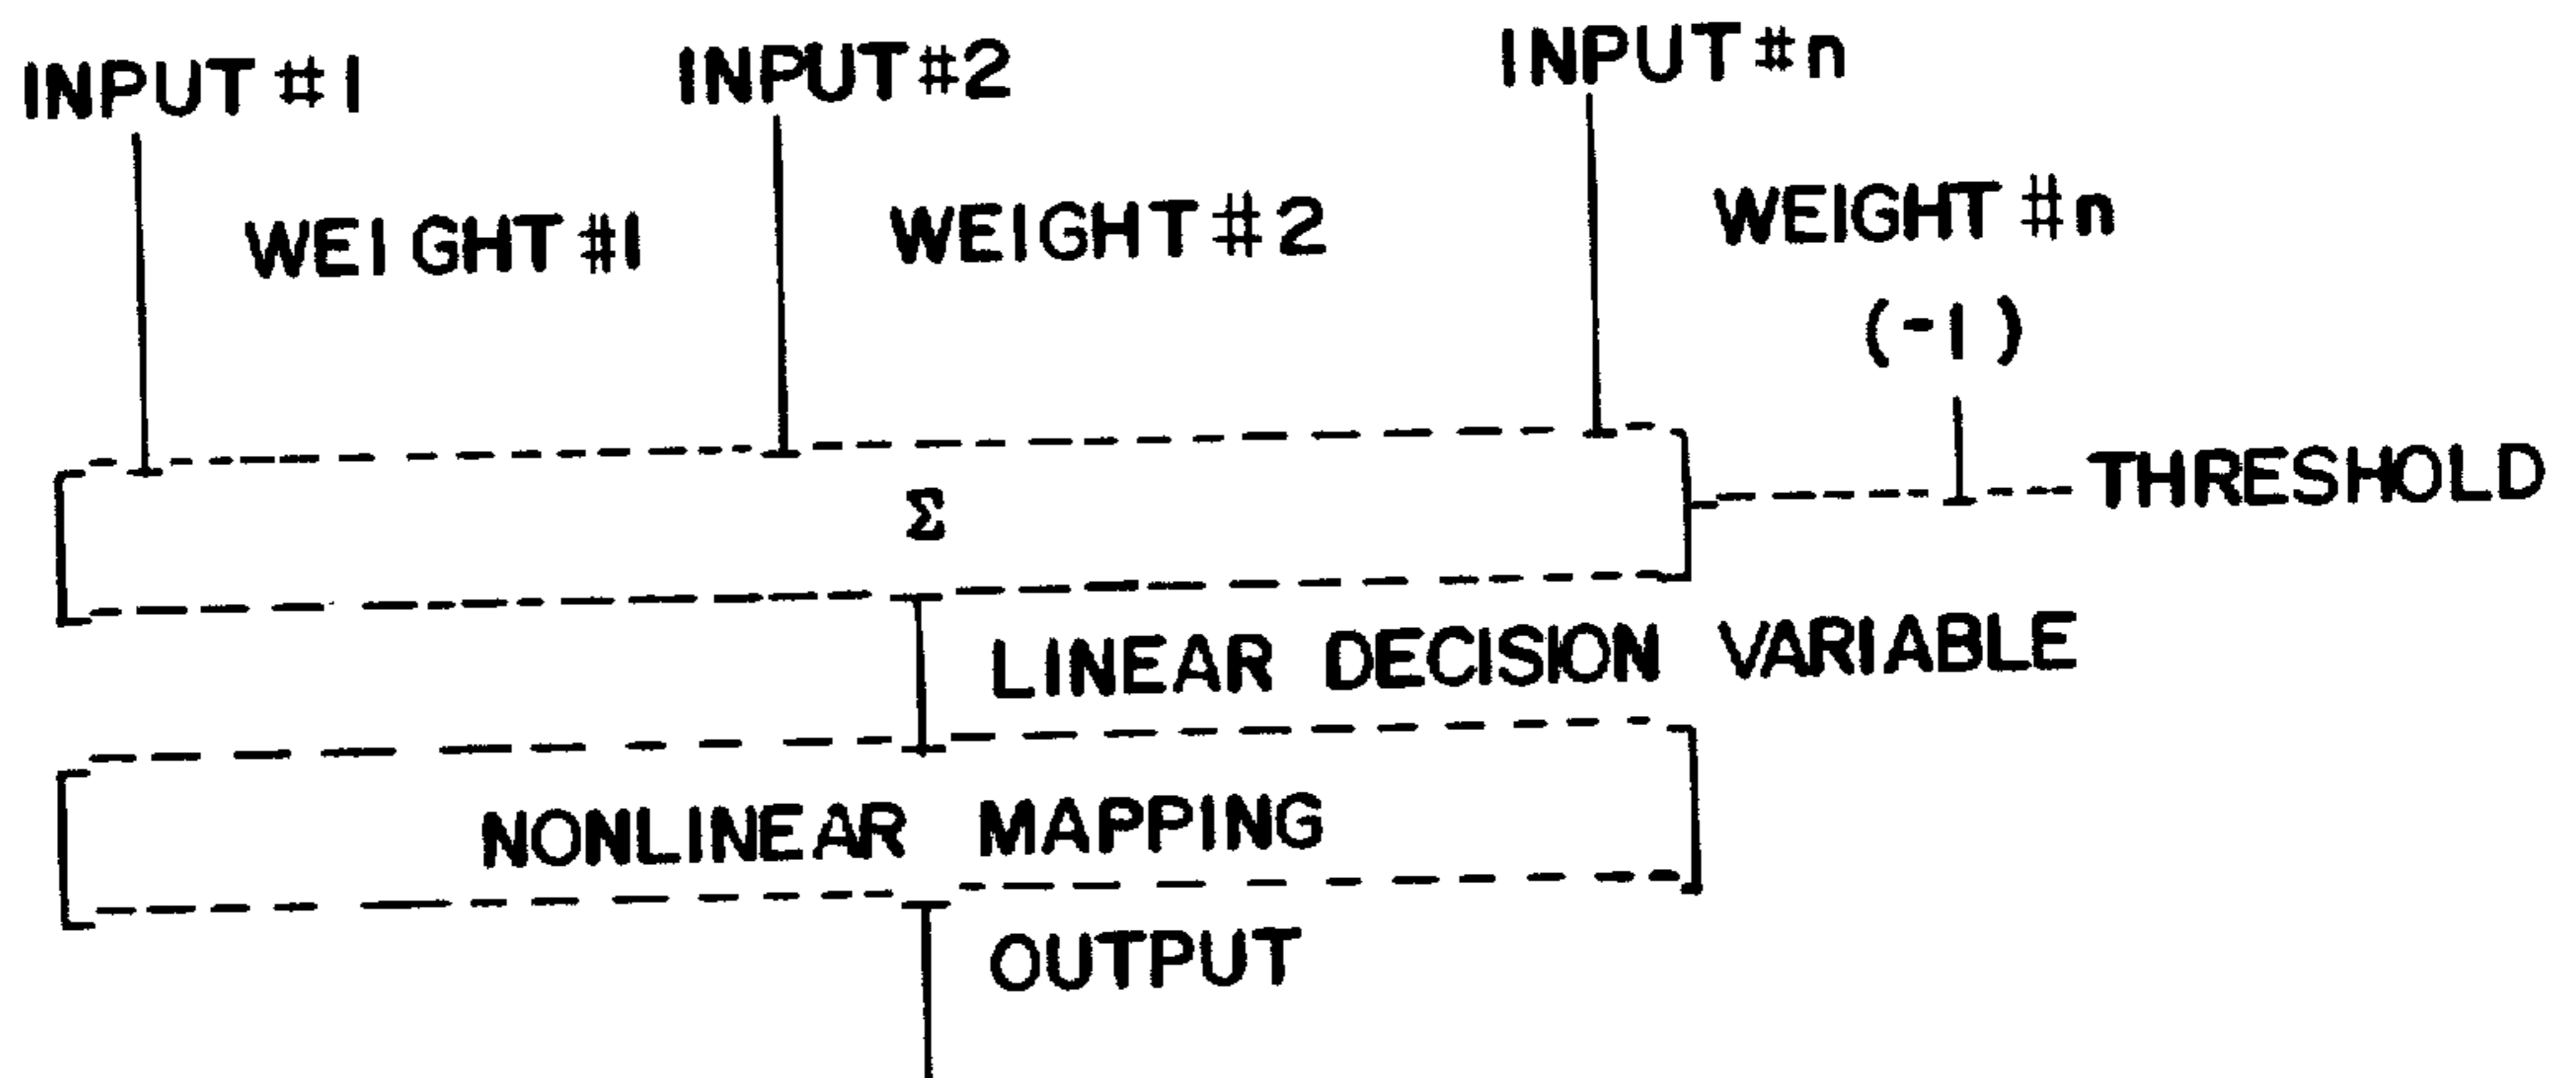 INPUT #1 INPUT #2 INPUT #n
WEIGHT #1 WEIGHT #2 WEIGHT #n
(-1)
Σ THRESHOLD
LINEAR DECISION VARIABLE
NONLINEAR MAPPING
OUTPUT